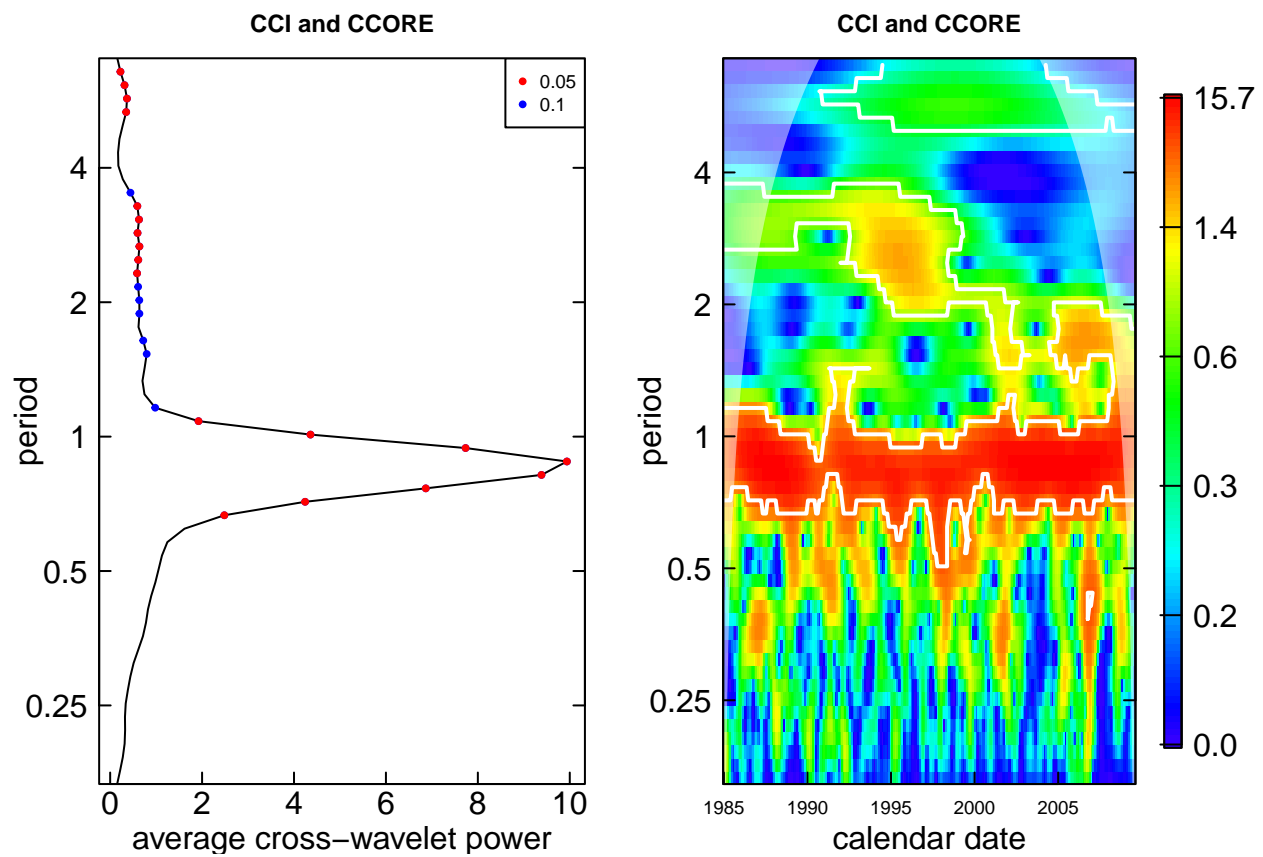 CCI and CCORE
0.05
0.1
4
2
1
0.5
0.25
period
0 2 4 6 8 10
average cross−wavelet power
CCI and CCORE
4
2
1
0.5
0.25
period
1985 1990 1995 2000 2005
calendar date
15.7
1.4
0.6
0.3
0.2
0.0